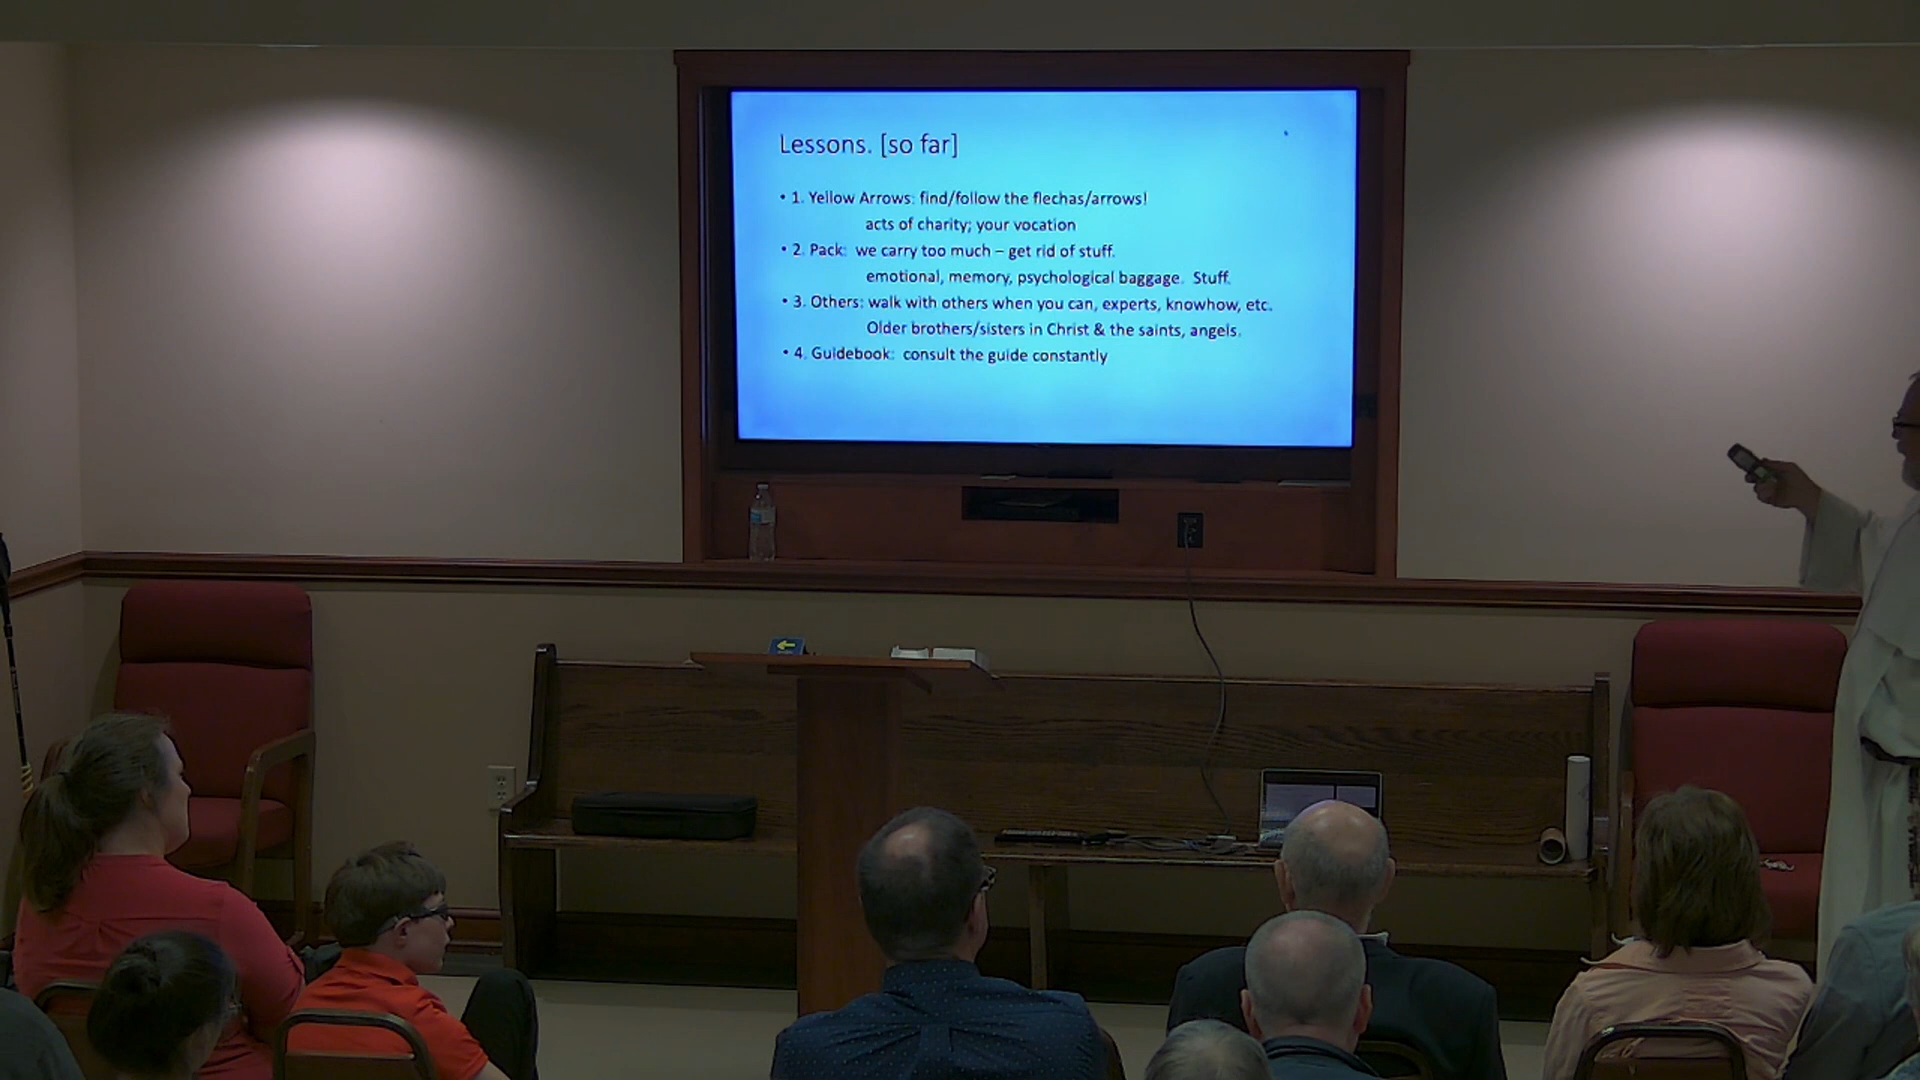 Lessons. [so far]
• 1. Yellow Arrows: find/follow the flechas/arrows!
acts of charity; your vocation
• 2. Pack: we carry too much – get rid of stuff.
emotional, memory, psychological baggage. Stuff.
• 3. Others: walk with others when you can, experts, knowhow, etc.
Older brothers/sisters in Christ & the saints, angels.
• 4. Guidebook: consult the guide constantly